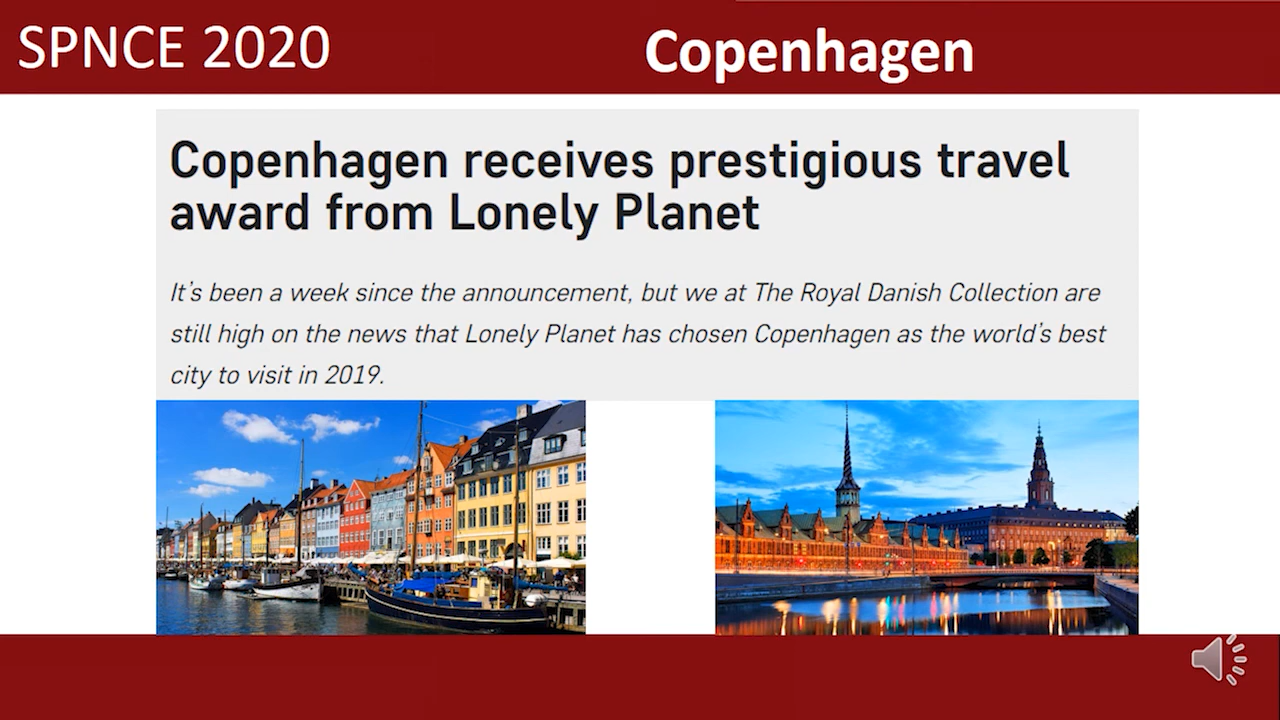 SPNCE 2020
Copenhagen
Copenhagen receives prestigious travel
award from Lonely Planet
It's been a week since the announcement, but we at The Royal Danish Collection are
still high on the news that Lonely Planet has chosen Copenhagen as the world's best
city to visit in 2019.